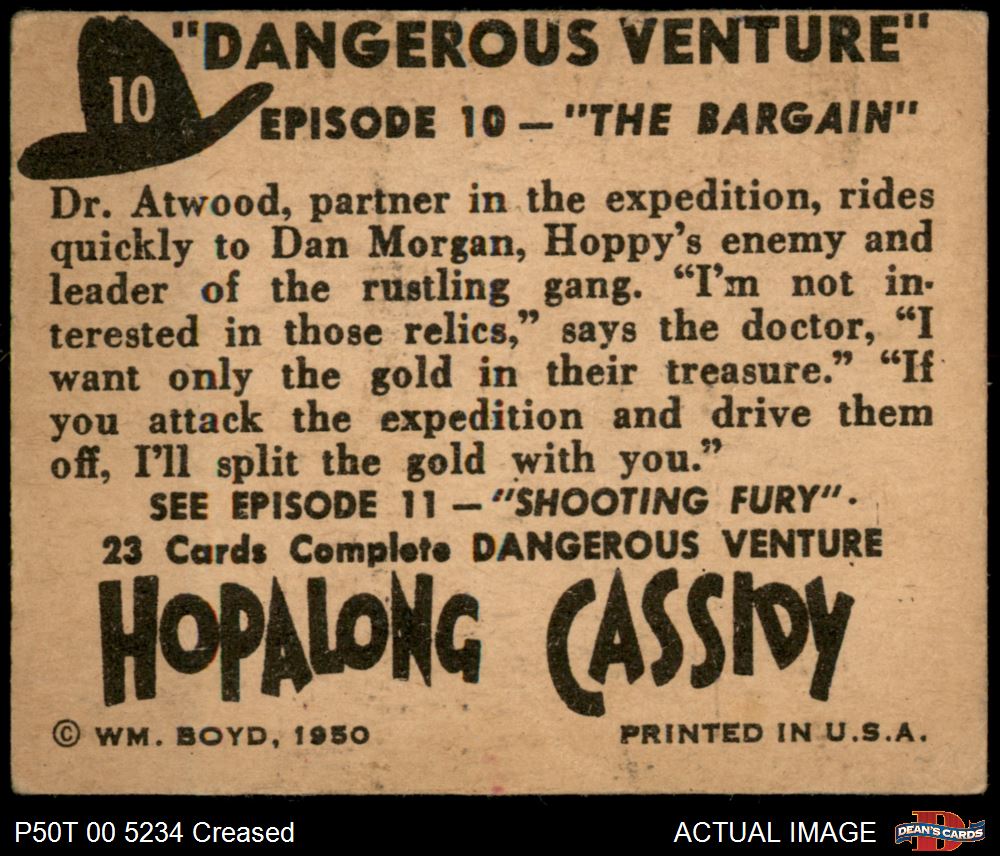 "DANGEROUS VENTURE"
10
EPISODE 10 — "THE BARGAIN"
Dr. Atwood, partner in the expedition, rides
quickly to Dan Morgan, Hoppy's enemy and
leader of the rustling gang. “I'm not in-
terested in those relics,” says the doctor, “I
want only the gold in their treasure.” “If
you attack the expedition and drive them
off, I'll split the gold with you.”
SEE EPISODE 11 — "SHOOTING FURY".
23 Cards Complete DANGEROUS VENTURE
HOPALONG CASSIDY
© WM. BOYD, 1950 PRINTED IN U.S.A.
P50T 00 5234 Creased ACTUAL IMAGE DEAN'S CARDS